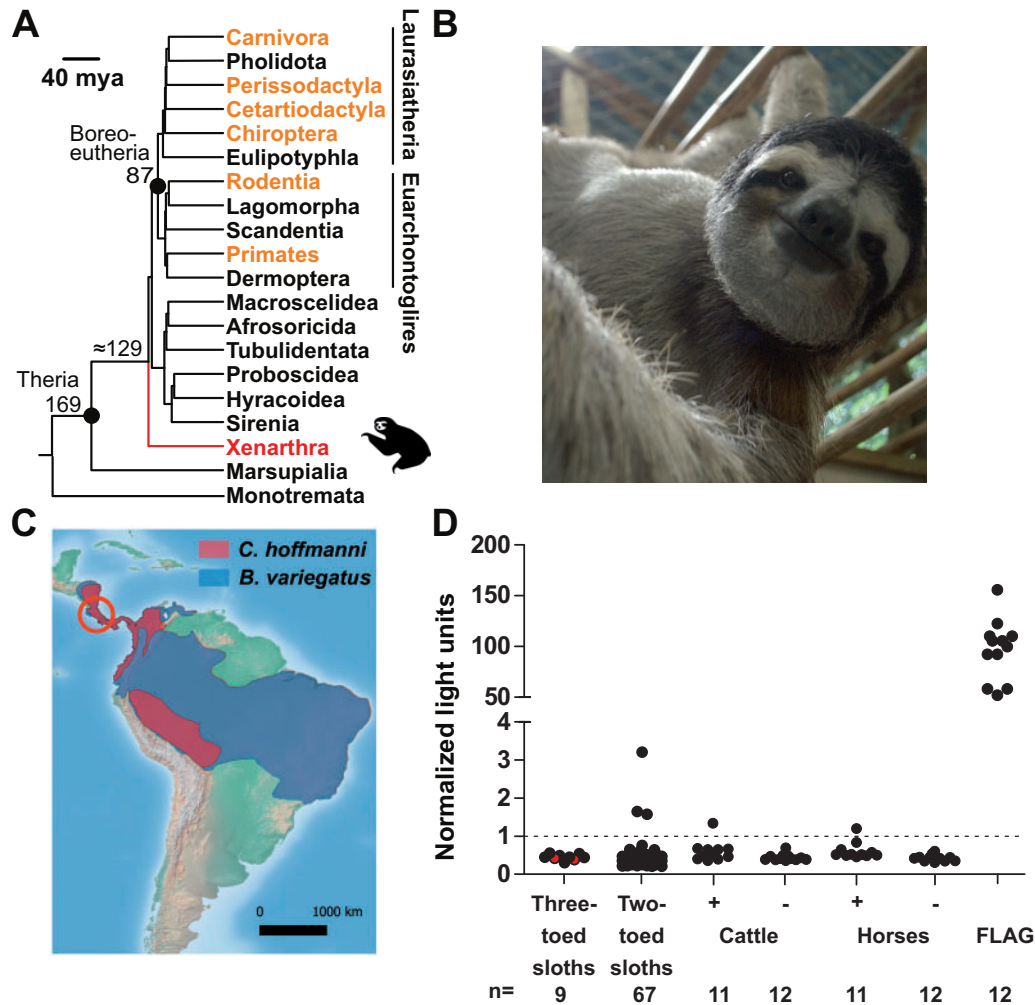 A
40 mya
Carnivora
Pholidota
Perissodactyla
Cetartiodactyla
Chiroptera
Eulipotyphla
Rodentia
Lagomorpha
Scandentia
Primates
Dermoptera
Macroscelidea
Afrosoricida
Tubulidentata
Proboscidea
Hyracoidea
Sirenia
Xenarthra
Marsupialia
Monotremata
Laurasiatheria
Euarchontoglires
Boreo-
eutheria
87
≈129
Theria
169
B
C
C. hoffmanni
B. variegatus
0 1000 km
D
Normalized light units
200
150
100
50
4
3
2
1
0
Three- Two- + - + -
toed toed Cattle Horses FLAG
sloths sloths
n= 9 67 11 12 11 12 12